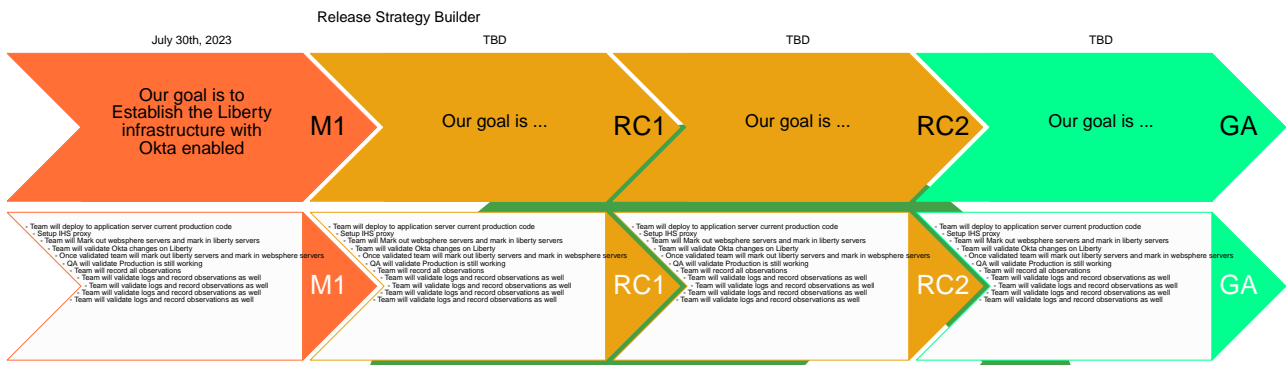 Release Strategy Builder
July 30th, 2023
TBD
TBD
TBD
Our goal is to
Establish the Liberty
infrastructure with
Okta enabled
M1
Our goal is ...
RC1
Our goal is ...
RC2
Our goal is ...
GA
- Team will deploy to application server current production code
- Setup IHS proxy
- Team will Mark out websphere servers and mark in liberty servers
- Team will validate Okta changes on Liberty
- Once validated team will mark out liberty servers and mark in websphere servers
- QA will validate Production is still working
- Team will record all observations
- Team will validate logs and record observations as well
- Team will validate logs and record observations as well
- Team will validate logs and record observations as well
- Team will validate logs and record observations as well
M1
- Team will deploy to application server current production code
- Setup IHS proxy
- Team will Mark out websphere servers and mark in liberty servers
- Team will validate Okta changes on Liberty
- Once validated team will mark out liberty servers and mark in websphere servers
- QA will validate Production is still working
- Team will record all observations
- Team will validate logs and record observations as well
- Team will validate logs and record observations as well
- Team will validate logs and record observations as well
- Team will validate logs and record observations as well
RC1
- Team will deploy to application server current production code
- Setup IHS proxy
- Team will Mark out websphere servers and mark in liberty servers
- Team will validate Okta changes on Liberty
- Once validated team will mark out liberty servers and mark in websphere servers
- QA will validate Production is still working
- Team will record all observations
- Team will validate logs and record observations as well
- Team will validate logs and record observations as well
- Team will validate logs and record observations as well
- Team will validate logs and record observations as well
RC2
- Team will deploy to application server current production code
- Setup IHS proxy
- Team will Mark out websphere servers and mark in liberty servers
- Team will validate Okta changes on Liberty
- Once validated team will mark out liberty servers and mark in websphere servers
- QA will validate Production is still working
- Team will record all observations
- Team will validate logs and record observations as well
- Team will validate logs and record observations as well
- Team will validate logs and record observations as well
- Team will validate logs and record observations as well
GA